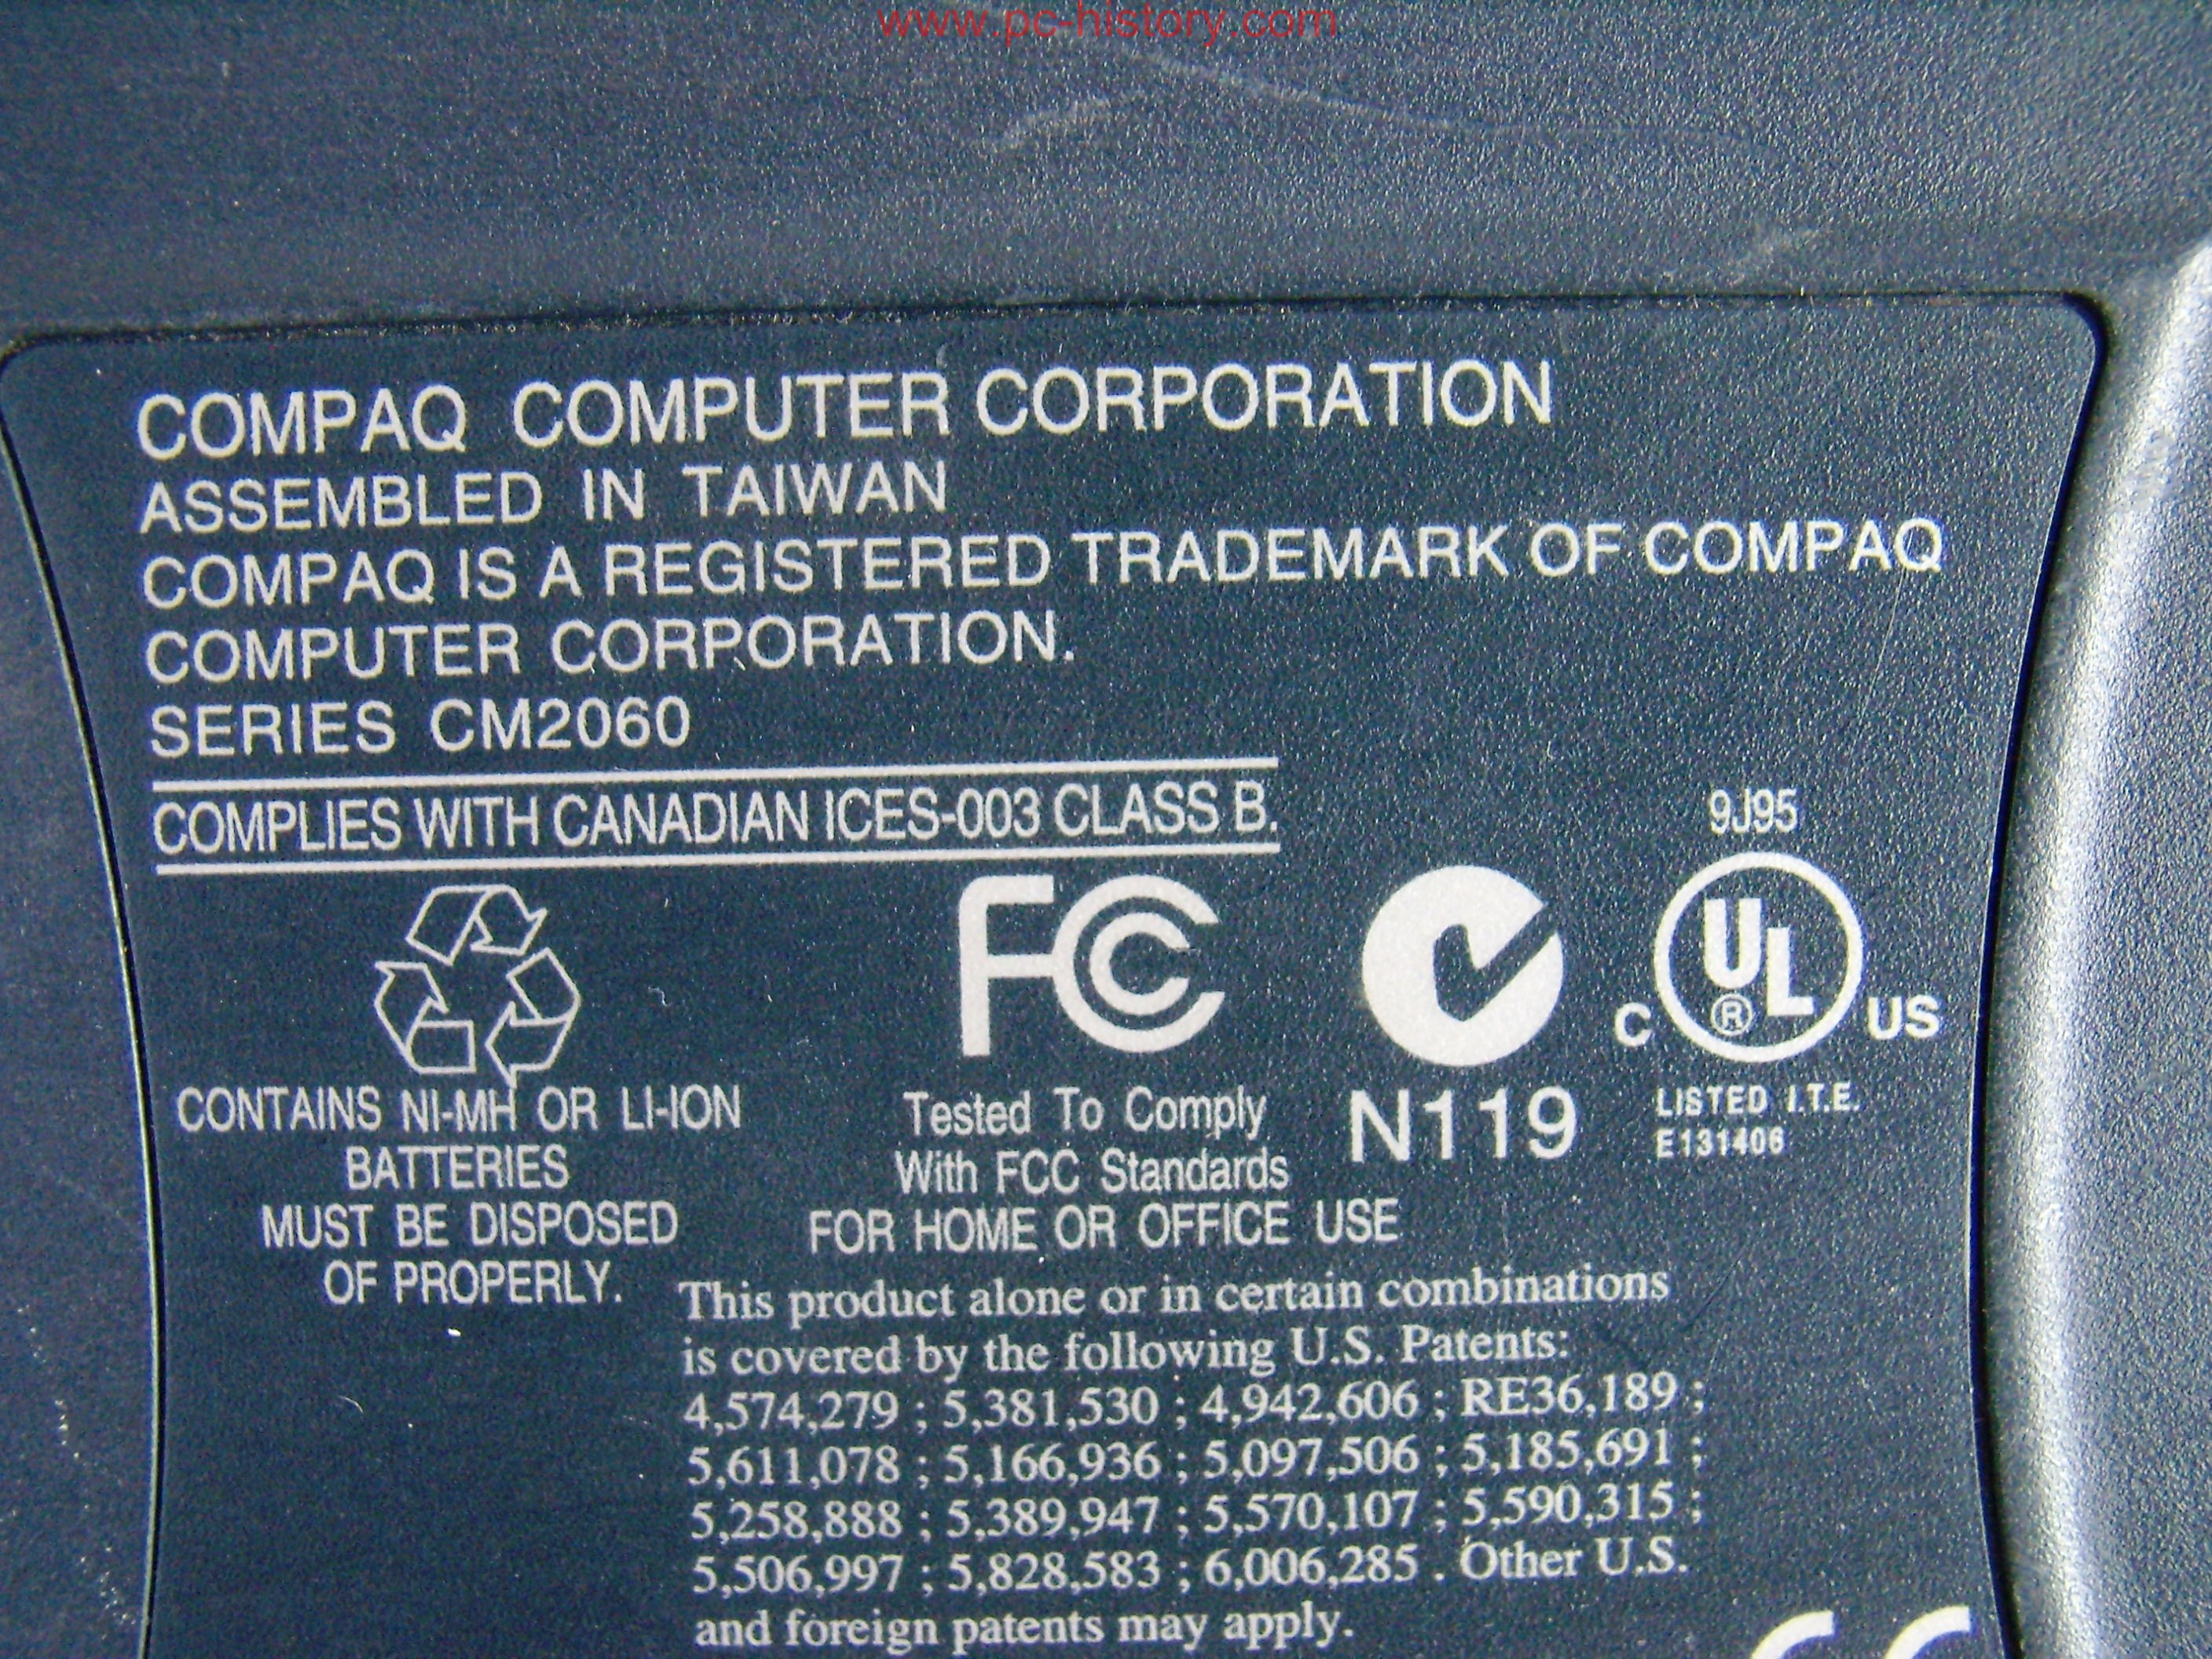 www.pc-history.com
COMPAQ COMPUTER CORPORATION
ASSEMBLED IN TAIWAN
COMPAQ IS A REGISTERED TRADEMARK OF COMPAQ
COMPUTER CORPORATION.
SERIES CM2060
COMPLIES WITH CANADIAN ICES-003 CLASS B.
9J95
FC
UL
®
C
US
CONTAINS NI-MH OR LI-ION
BATTERIES
MUST BE DISPOSED
OF PROPERLY.
Tested To Comply
With FCC Standards
FOR HOME OR OFFICE USE
N119
LISTED I.T.E.
E131406
This product alone or in certain combinations
is covered by the following U.S. Patents:
4,574,279 ; 5,381,530 ; 4,942,606 ; RE36,189 ;
5,611,078 ; 5,166,936 ; 5,097,506 ; 5,185,691 ;
5,258,888 ; 5,389,947 ; 5,570,107 ; 5,590,315 ;
5,506,997 ; 5,828,583 ; 6,006,285 . Other U.S.
and foreign patents may apply.
CE